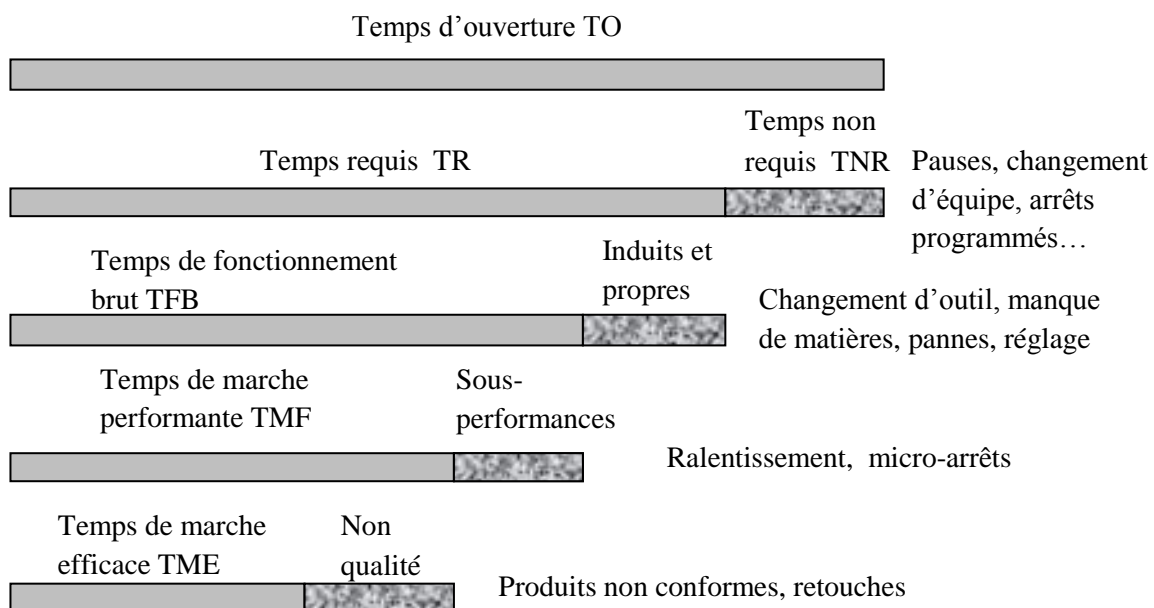 Temps d’ouverture TO
Temps requis TR
Temps non
requis TNR
Pauses, changement
d’équipe, arrêts
programmés…
Temps de fonctionnement
brut TFB
Induits et
propres
Changement d’outil, manque
de matières, pannes, réglage
Temps de marche
performante TMF
Sous-
performances
Ralentissement, micro-arrêts
Temps de marche
efficace TME
Non
qualité
Produits non conformes, retouches